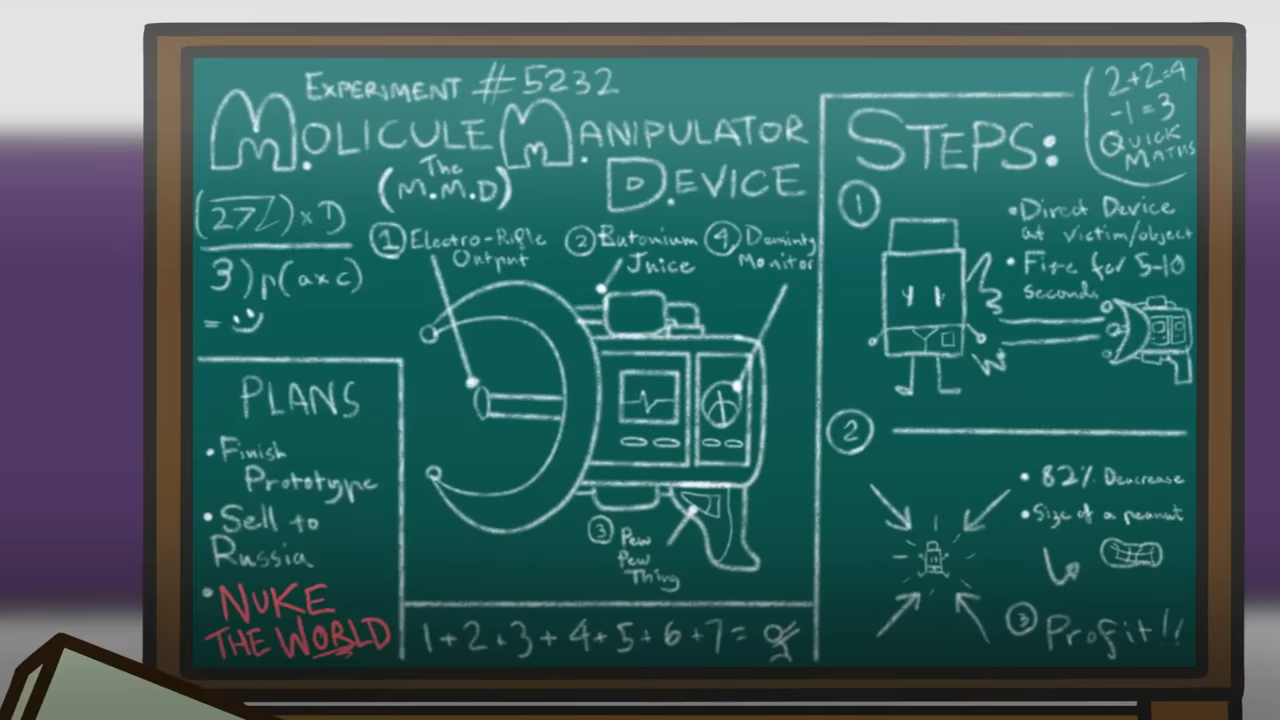 EXPERIMENT #5232
MOLICULE MANIPULATOR
(The M.M.D) DEVICE
(27L) x D
3) p(axc)
=
① Electro-Rifle Output
② Butonium Juice
④ Densinty Monitor
③ Pew Pew Thing
PLANS
• Finish
Prototype
• Sell to
Russia
• NUKE
THE WORLD
1+2+3+4+5+6+7=
STEPS:
2+2=4
-1=3
QUICK
MATHS
①
• Direct Device
at victim/object
• Fire for 5-10
seconds
②
• 82% Deacrease
• Size of a peanut
③ Profit!!